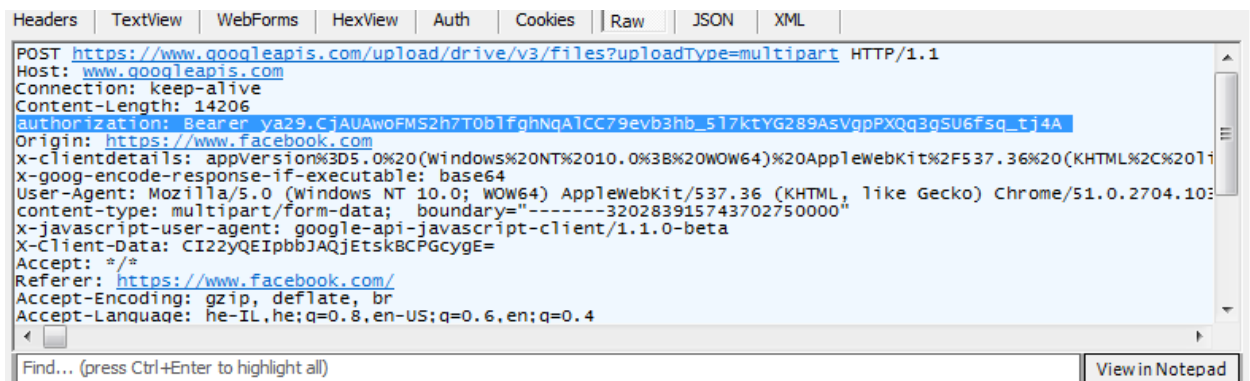 Headers TextView WebForms HexView Auth Cookies Raw JSON XML
POST https://www.googleapis.com/upload/drive/v3/files?uploadType=multipart HTTP/1.1
Host: www.googleapis.com
Connection: keep-alive
Content-Length: 14206
authorization: Bearer ya29.CjAUAwoFMS2h7TOblfghNqAlCC79evb3hb_5l7ktYG289AsVgpPXQq3gSU6fsq_tj4A
Origin: https://www.facebook.com
x-clientdetails: appVersion%3D5.0%20(Windows%20NT%2010.0%3B%20WOW64)%20AppleWebKit%2F537.36%20(KHTML%2C%20li
x-goog-encode-response-if-executable: base64
User-Agent: Mozilla/5.0 (Windows NT 10.0; WOW64) AppleWebKit/537.36 (KHTML, like Gecko) Chrome/51.0.2704.103
content-type: multipart/form-data; boundary="-------320283915743702750000"
x-javascript-user-agent: google-api-javascript-client/1.1.0-beta
X-Client-Data: CI22yQEIpbbJAQjEtskBCPGcygE=
Accept: */*
Referer: https://www.facebook.com/
Accept-Encoding: gzip, deflate, br
Accept-Language: he-IL,he;q=0.8,en-US;q=0.6,en;q=0.4
Find... (press Ctrl+Enter to highlight all) View in Notepad